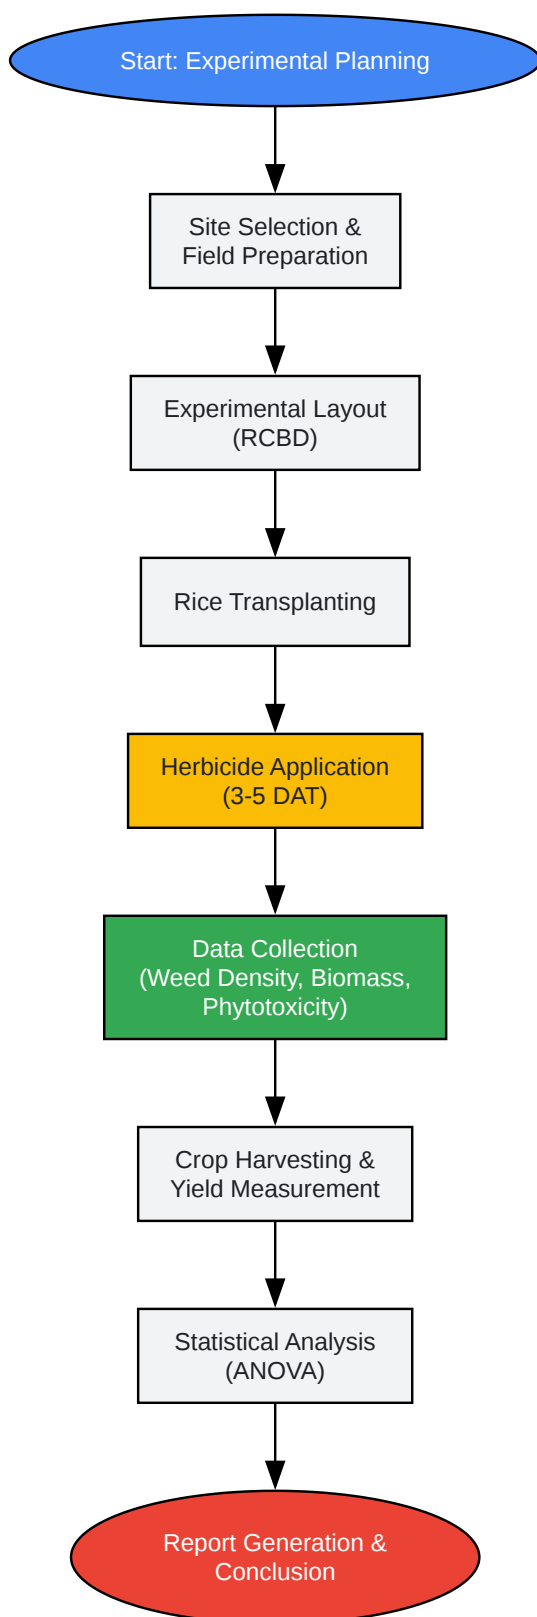 Start: Experimental Planning
Site Selection &
Field Preparation
Experimental Layout
(RCBD)
Rice Transplanting
Herbicide Application
(3-5 DAT)
Data Collection
(Weed Density, Biomass,
Phytotoxicity)
Crop Harvesting &
Yield Measurement
Statistical Analysis
(ANOVA)
Report Generation &
Conclusion